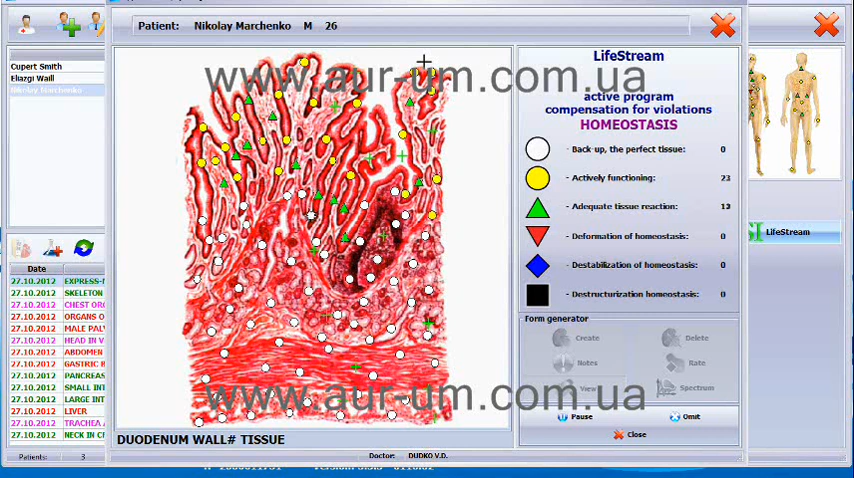 Patient: Nikolay Marchenko M 26
Cupert Smith
Eliazgi Wall
Nikolay Marchenko
www.aur-um.com.ua
LifeStream
active program
compensation for violations
HOMEOSTASIS
- Back-up, the perfect tissue: 0
- Actively functioning: 23
- Adequate tissue reaction:
- Deformation of homeostasis: 0
- Destabilization of homeostasis: 0
- Destructurization homeostasis: 0
LifeStream
Form generator
Create
Delete
Notes
Rate
View
Spectrum
Pause
Omit
Close
Date
27.10.2012 EXPRESS-
27.10.2012 SKELETON
27.10.2012 CHEST ORG
27.10.2012 ORGANS O
27.10.2012 MALE PAL
27.10.2012 HEAD IN
27.10.2012 ABDOMEN
27.10.2012 GASTRIC
27.10.2012 PANCREAS
27.10.2012 SMALL INT
27.10.2012 LARGE INT
27.10.2012 LIVER
27.10.2012 TRACHEA
27.10.2012 NECK IN
www.aur-um.com.ua
DUODENUM WALL# TISSUE
Patients: 3
Doctor: DUDKO V.D.